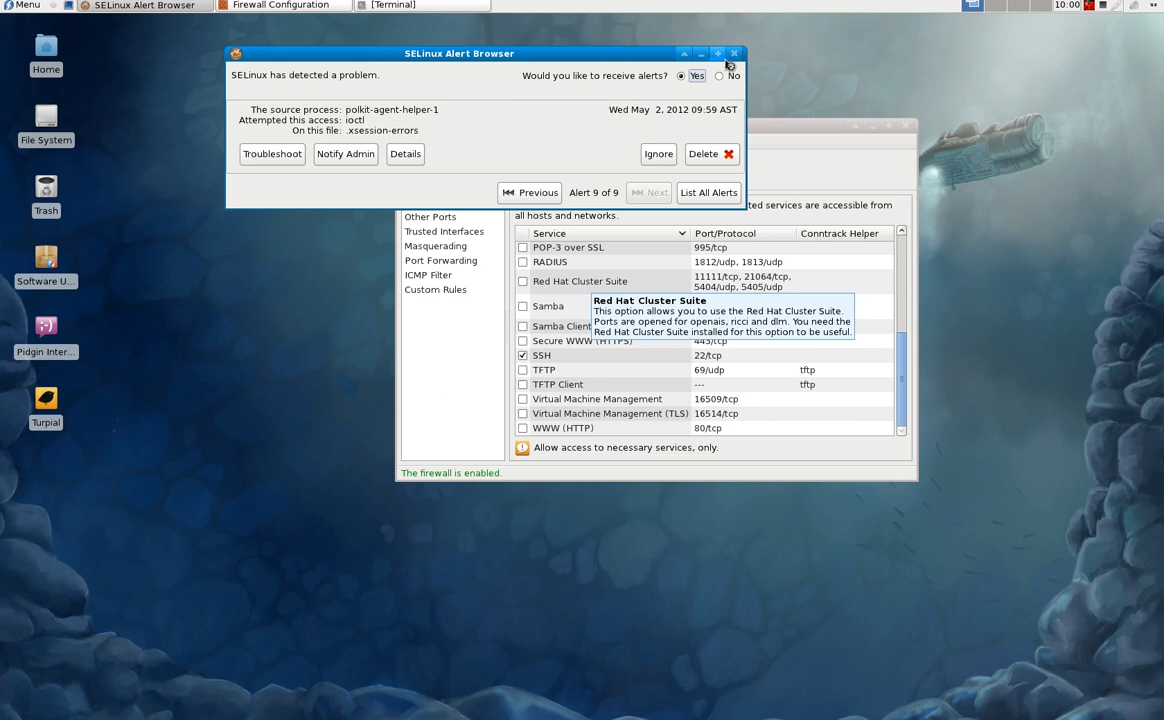 Menu
SELinux Alert Browser
Firewall Configuration
[Terminal]
10:00
Home
File System
Trash
Software U...
Pidgin Inter...
Turpial
SELinux Alert Browser
SELinux has detected a problem.
Would you like to receive alerts? Yes No
The source process: polkit-agent-helper-1
Wed May 2, 2012 09:59 AST
Attempted this access: ioctl
On this file: .xsession-errors
Troubleshoot Notify Admin Details Ignore Delete
Previous Alert 9 of 9 Next List All Alerts
Other Ports
Trusted Interfaces
Masquerading
Port Forwarding
ICMP Filter
Custom Rules
ted services are accessible from
all hosts and networks.
Service Port/Protocol Conntrack Helper
POP-3 over SSL 995/tcp
RADIUS 1812/udp, 1813/udp
Red Hat Cluster Suite 11111/tcp, 21064/tcp,
5404/udp, 5405/udp
Samba
Samba Client
Secure WWW (HTTPS) 443/tcp
SSH 22/tcp
TFTP 69/udp tftp
TFTP Client --- tftp
Virtual Machine Management 16509/tcp
Virtual Machine Management (TLS) 16514/tcp
WWW (HTTP) 80/tcp
Red Hat Cluster Suite
This option allows you to use the Red Hat Cluster Suite.
Ports are opened for openais, ricci and dlm. You need the
Red Hat Cluster Suite installed for this option to be useful.
Allow access to necessary services, only.
The firewall is enabled.